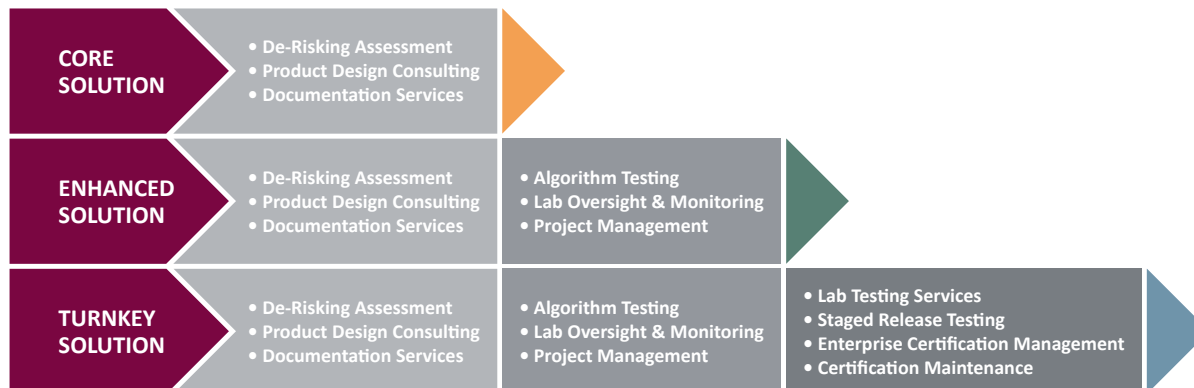 CORE
SOLUTION
• De-Risking Assessment
• Product Design Consulting
• Documentation Services
ENHANCED
SOLUTION
• De-Risking Assessment
• Product Design Consulting
• Documentation Services
• Algorithm Testing
• Lab Oversight & Monitoring
• Project Management
TURNKEY
SOLUTION
• De-Risking Assessment
• Product Design Consulting
• Documentation Services
• Algorithm Testing
• Lab Oversight & Monitoring
• Project Management
• Lab Testing Services
• Staged Release Testing
• Enterprise Certification Management
• Certification Maintenance